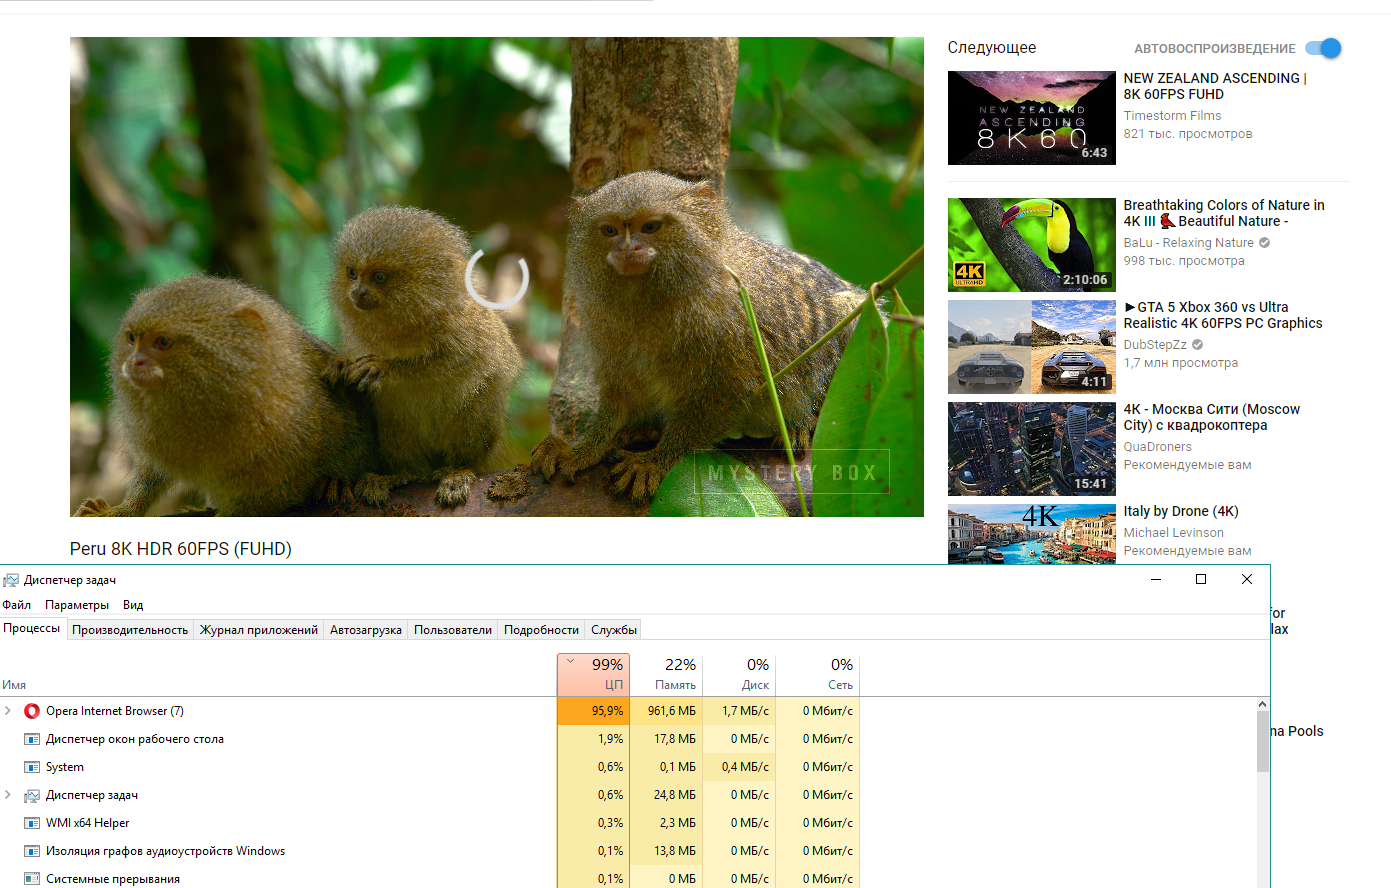 MYSTERY BOX
Peru 8K HDR 60FPS (FUHD)
Следующее
АВТОВОСПРОИЗВЕДЕНИЕ
NEW ZEALAND
ASCENDING
8K60
6:43
NEW ZEALAND ASCENDING |
8K 60FPS FUHD
Timestorm Films
821 тыс. просмотров
4K
ULTRAHD
2:10:06
Breathtaking Colors of Nature in
4K III Beautiful Nature -
BaLu - Relaxing Nature
998 тыс. просмотра
4:11
►GTA 5 Xbox 360 vs Ultra
Realistic 4K 60FPS PC Graphics
DubStepZz
1,7 млн просмотра
15:41
4К - Москва Сити (Moscow
City) с квадрокоптера
QuaDroners
Рекомендуемые вам
4K
Italy by Drone (4K)
Michael Levinson
Рекомендуемые вам
for
lax
na Pools
Диспетчер задач
Файл Параметры Вид
Процессы Производительность Журнал приложений Автозагрузка Пользователи Подробности Службы
99% 22% 0% 0%
Имя ЦП Память Диск Сеть
Opera Internet Browser (7) 95,9% 961,6 МБ 1,7 МБ/с 0 Мбит/с
Диспетчер окон рабочего стола 1,9% 17,8 МБ 0 МБ/с 0 Мбит/с
System 0,6% 0,1 МБ 0,4 МБ/с 0 Мбит/с
Диспетчер задач 0,6% 24,8 МБ 0 МБ/с 0 Мбит/с
WMI x64 Helper 0,3% 2,3 МБ 0 МБ/с 0 Мбит/с
Изоляция графов аудиоустройств Windows 0,1% 13,8 МБ 0 МБ/с 0 Мбит/с
Системные прерывания 0,1% 0 МБ 0 МБ/с 0 Мбит/с